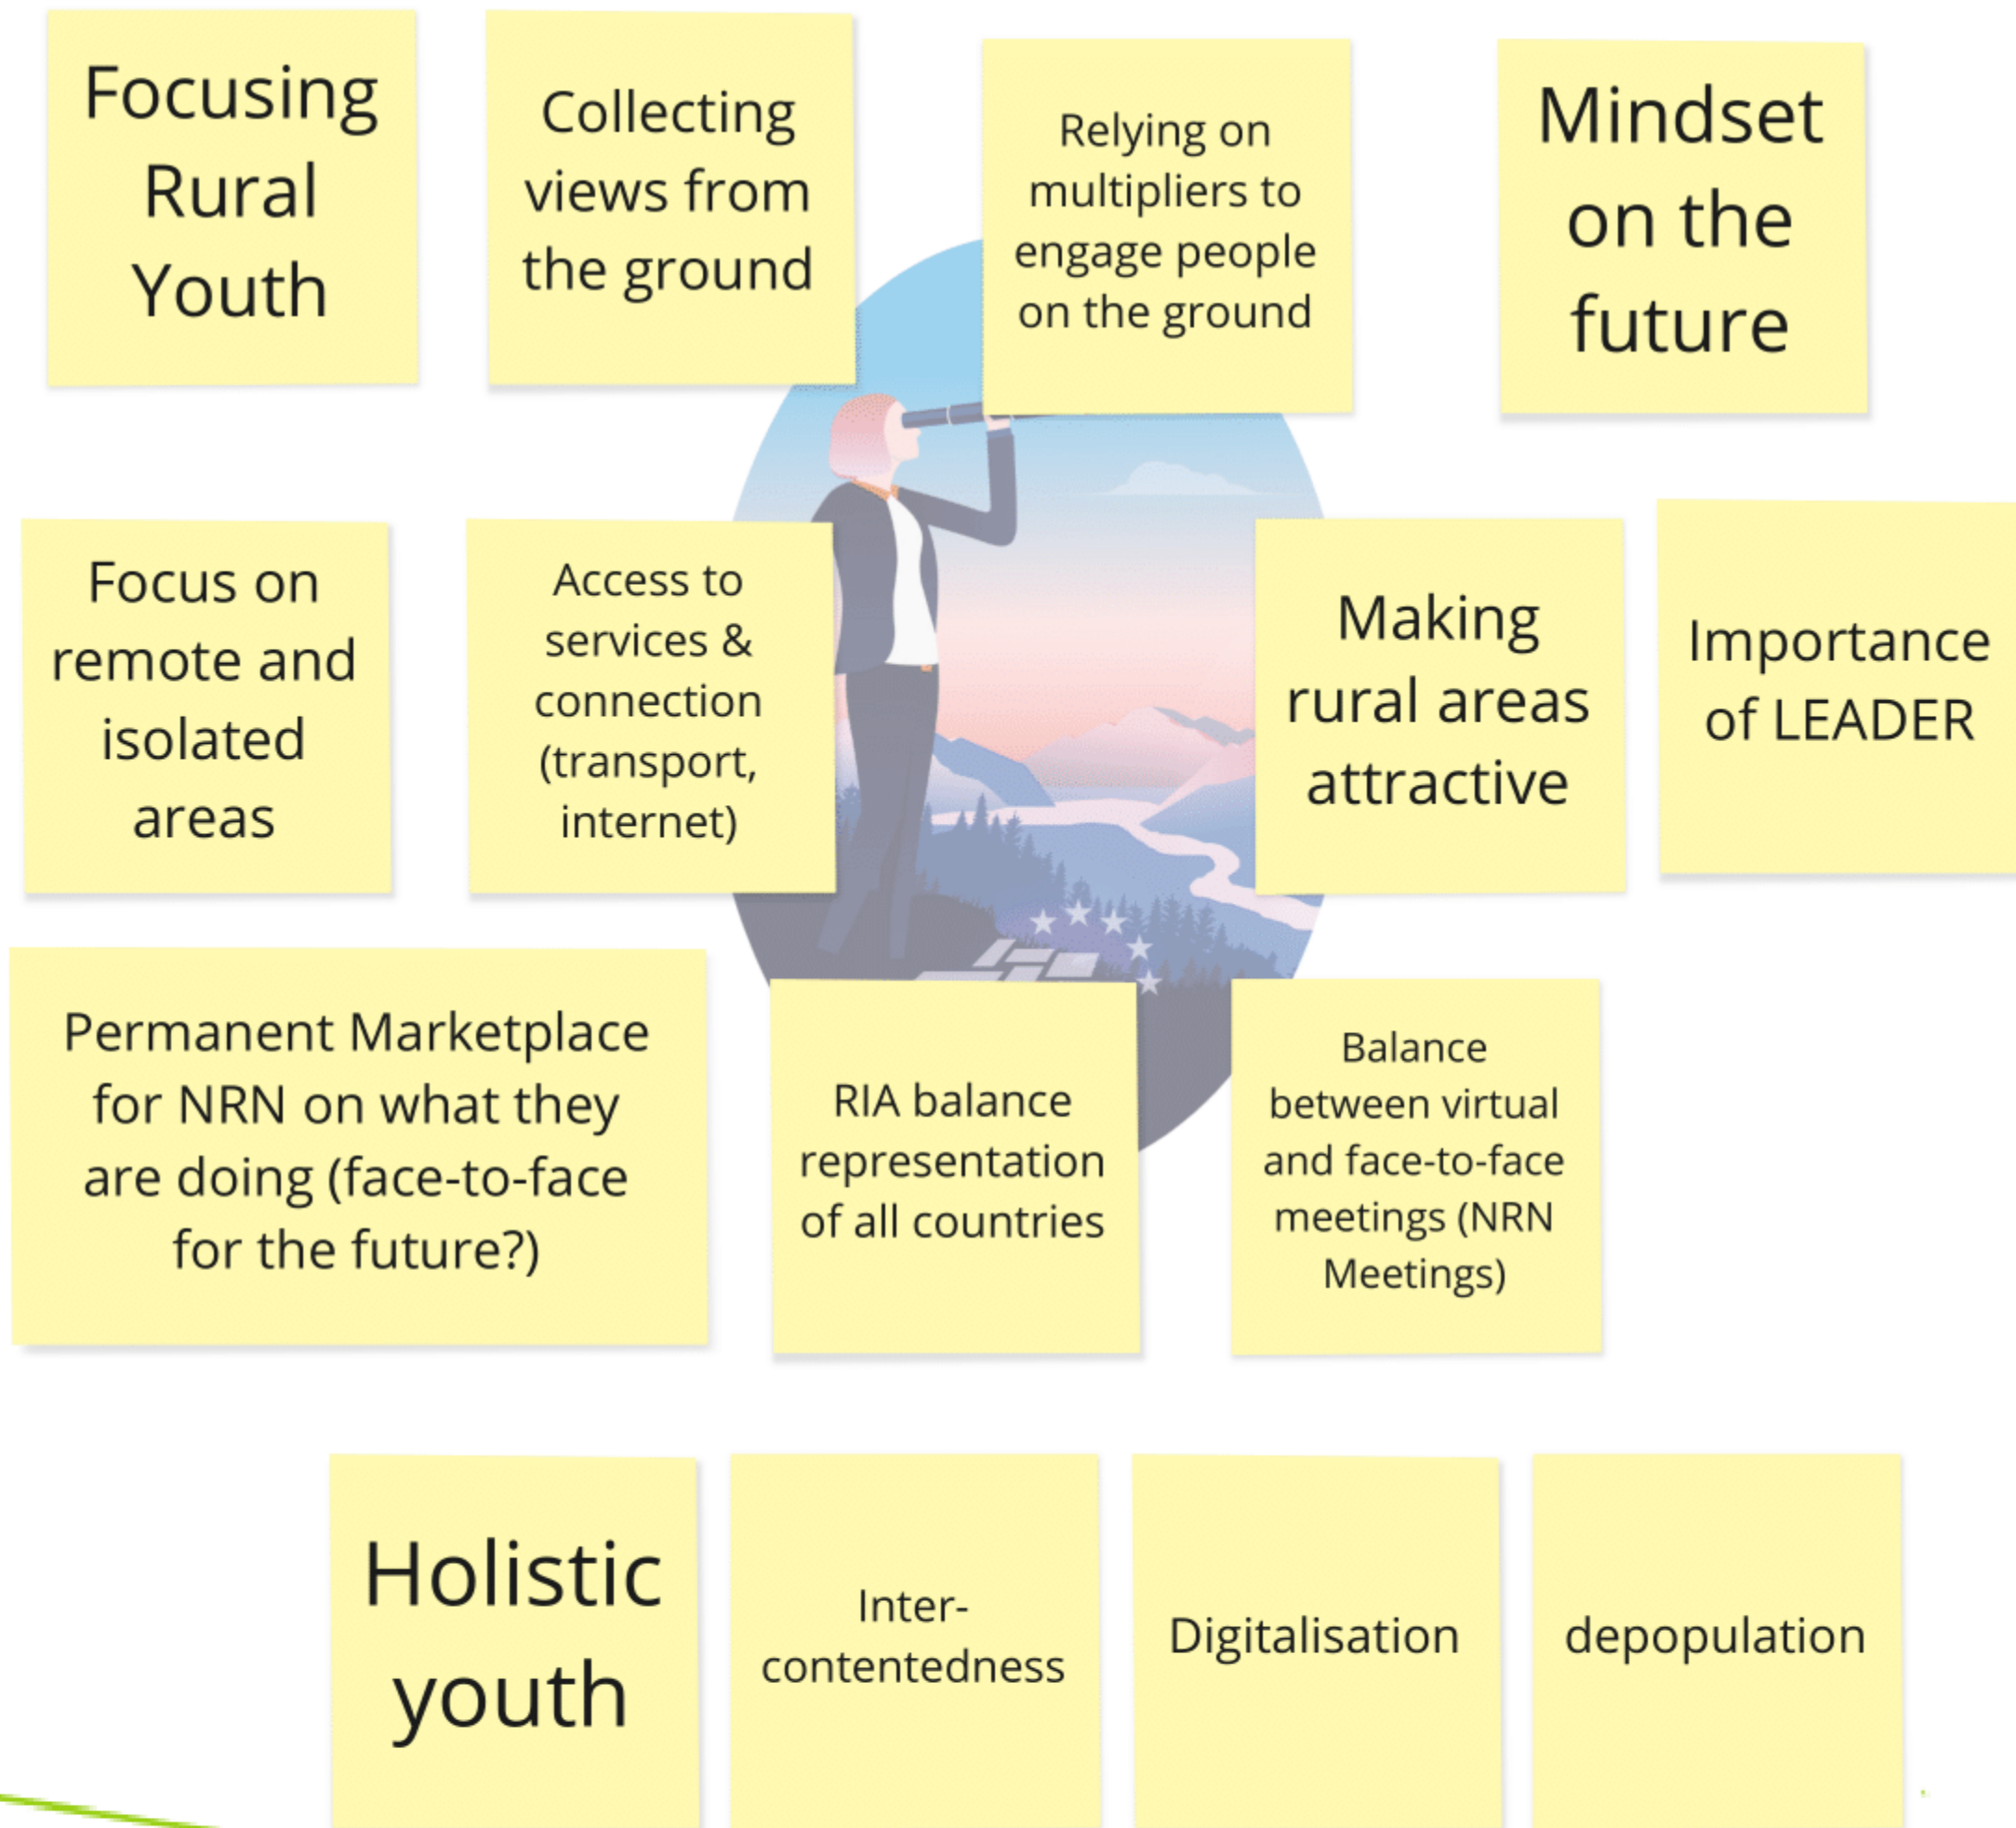 Focusing
Rural
Youth
Collecting
views from
the ground
Relying on
multipliers to
engage people
on the ground
Mindset
on the
future
Focus on
remote and
isolated
areas
Access to
services &
connection
(transport,
internet)
Making
rural areas
attractive
Importance
of LEADER
Permanent Marketplace
for NRN on what they
are doing (face-to-face
for the future?)
RIA balance
representation
of all countries
Balance
between virtual
and face-to-face
meetings (NRN
Meetings)
Holistic
youth
Inter-
contentedness
Digitalisation
depopulation